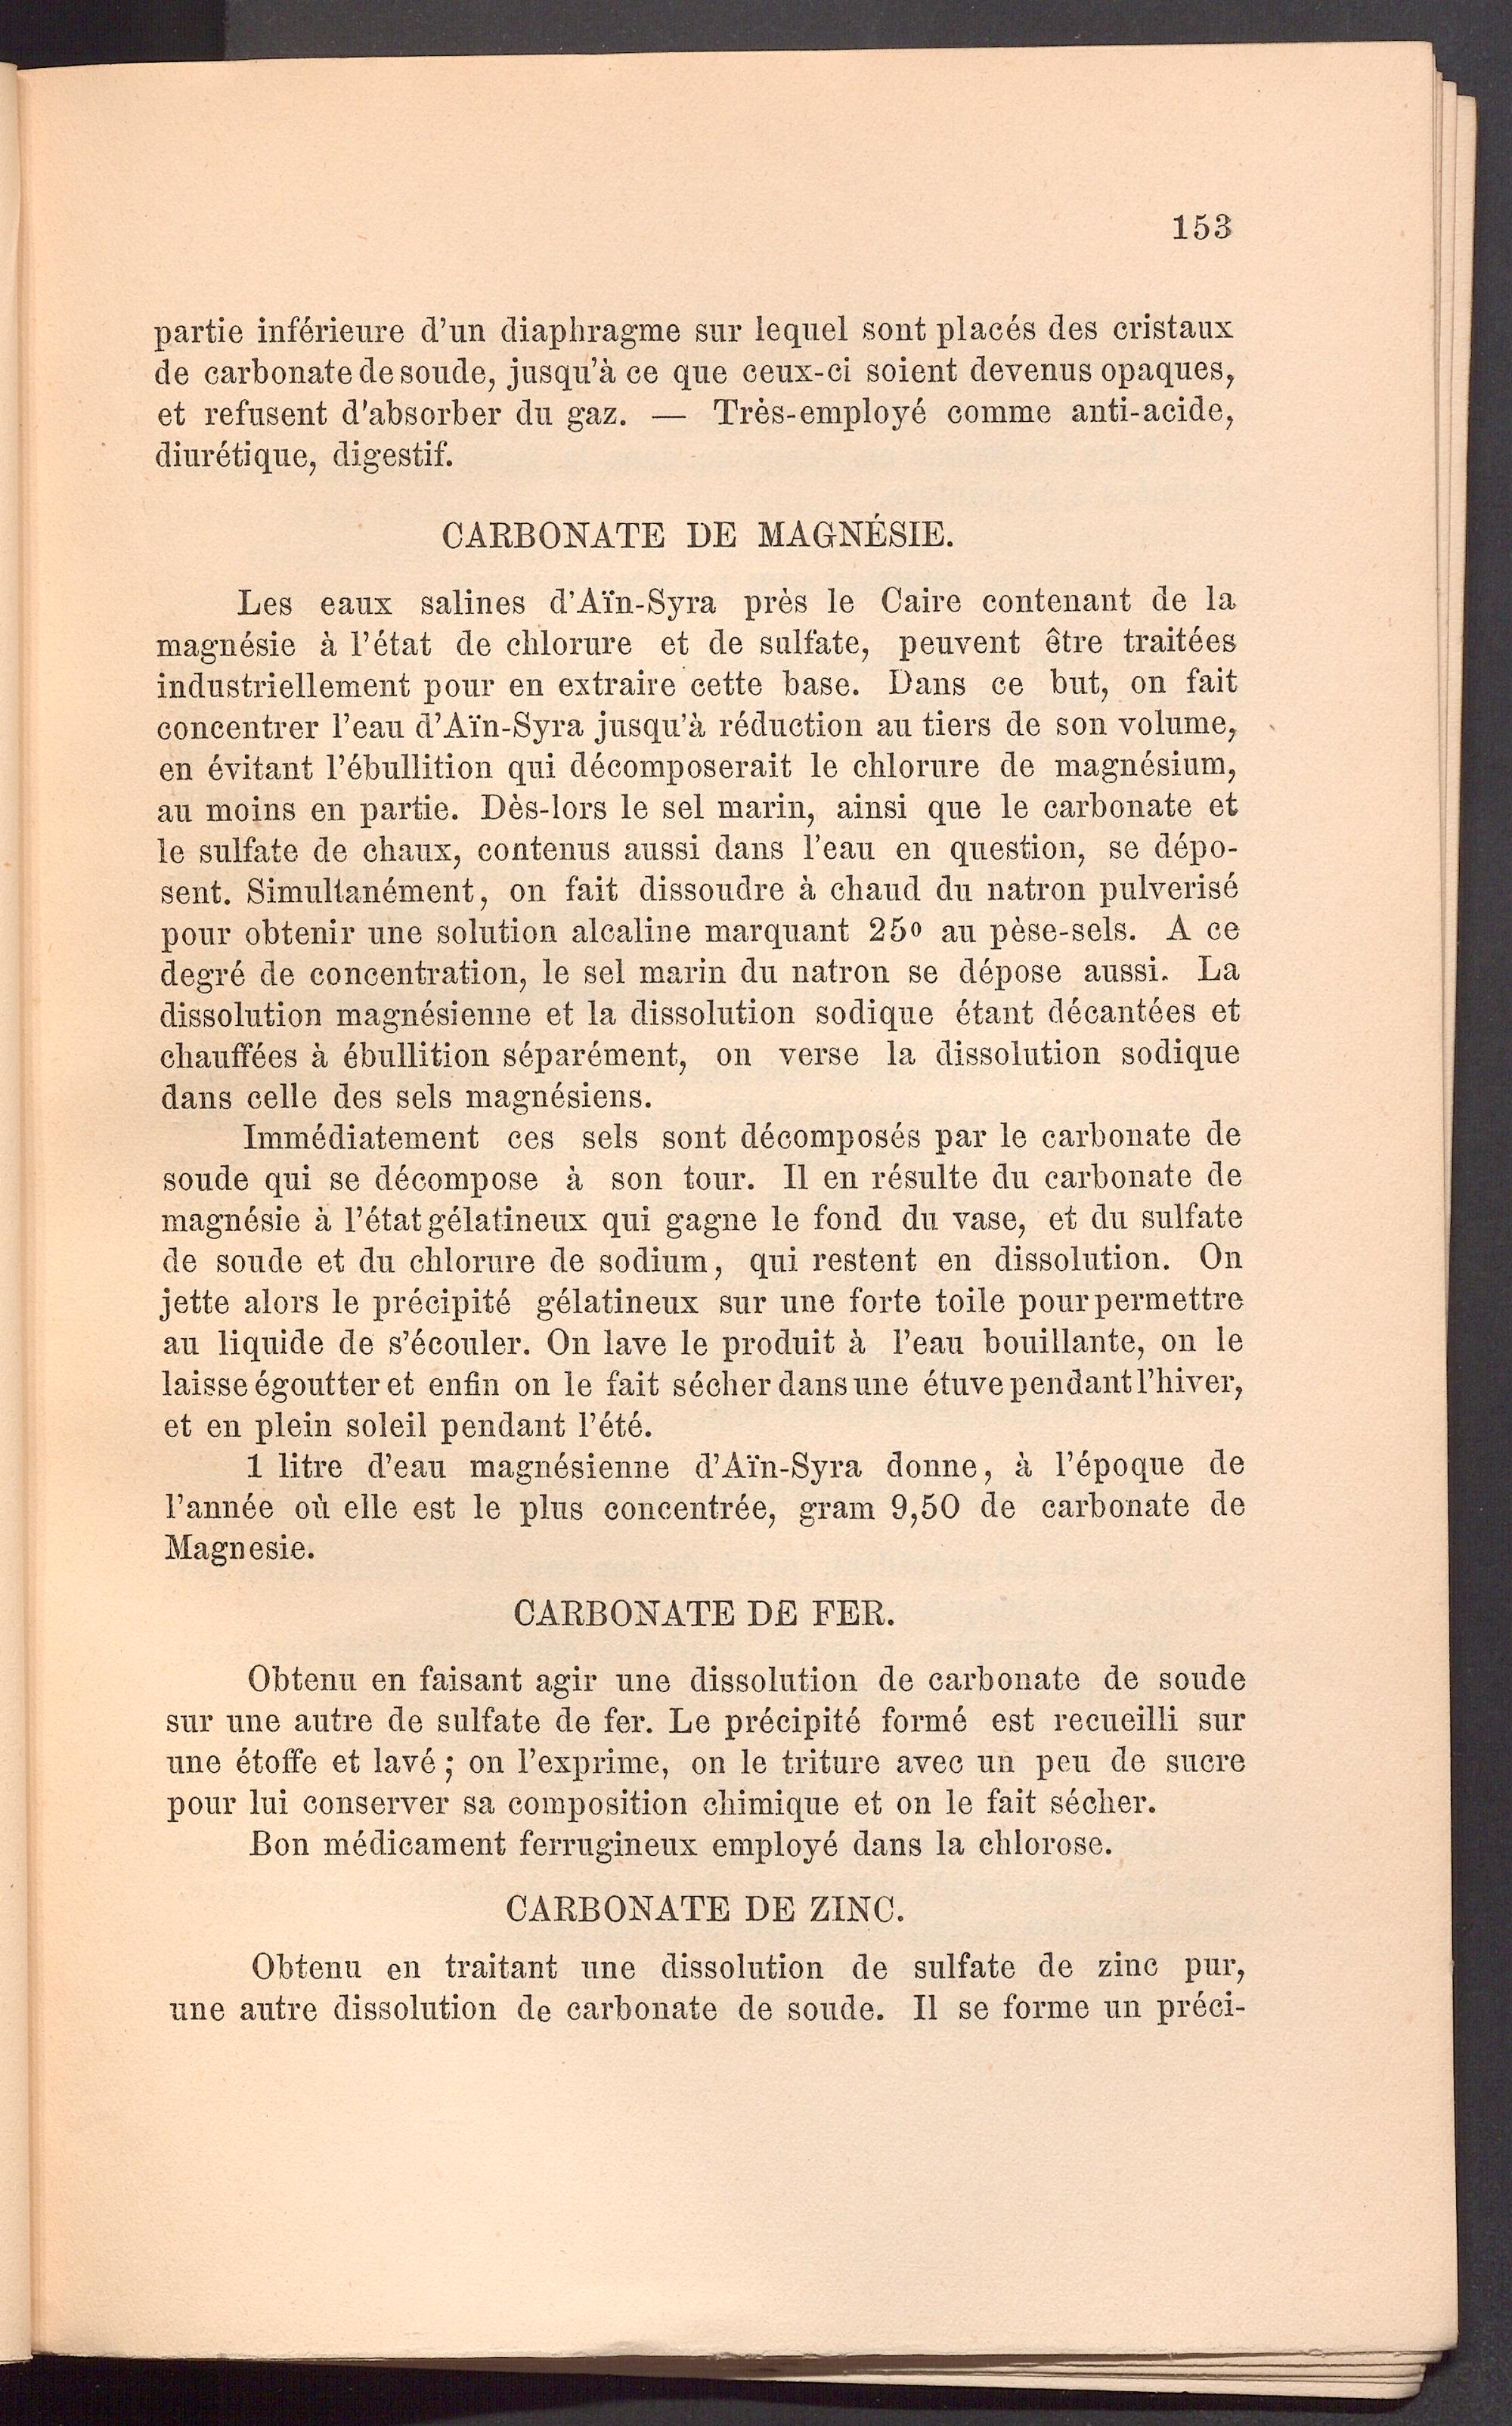 153
partie inférieure d'un diaphragme sur lequel sont placés des cristaux
de carbonate de soude, jusqu'à ce que ceux-ci soient devenus opaques,
et refusent d'absorber du gaz. — Très-employé comme anti-acide,
diurétique, digestif.
CARBONATE DE MAGNÉSIE.
Les eaux salines d'Aïn-Syra près le Caire contenant de la
magnésie à l'état de chlorure et de sulfate, peuvent être traitées
industriellement pour en extraire cette base. Dans ce but, on fait
concentrer l'eau d'Aïn-Syra jusqu'à réduction au tiers de son volume,
en évitant l'ébullition qui décomposerait le chlorure de magnésium,
au moins en partie. Dès-lors le sel marin, ainsi que le carbonate et
le sulfate de chaux, contenus aussi dans l'eau en question, se dépo-
sent. Simultanément, on fait dissoudre à chaud du natron pulverisé
pour obtenir une solution alcaline marquant 25o au pèse-sels. A ce
degré de concentration, le sel marin du natron se dépose aussi. La
dissolution magnésienne et la dissolution sodique étant décantées et
chauffées à ébullition séparément, on verse la dissolution sodique
dans celle des sels magnésiens.
Immédiatement ces sels sont décomposés par le carbonate de
soude qui se décompose à son tour. Il en résulte du carbonate de
magnésie à l'état gélatineux qui gagne le fond du vase, et du sulfate
de soude et du chlorure de sodium, qui restent en dissolution. On
jette alors le précipité gélatineux sur une forte toile pour permettre
au liquide de s'écouler. On lave le produit à l'eau bouillante, on le
laisse égoutter et enfin on le fait sécher dans une étuve pendant l'hiver,
et en plein soleil pendant l'été.
1 litre d'eau magnésienne d'Aïn-Syra donne, à l'époque de
l'année où elle est le plus concentrée, gram 9,50 de carbonate de
Magnesie.
CARBONATE DE FER.
Obtenu en faisant agir une dissolution de carbonate de soude
sur une autre de sulfate de fer. Le précipité formé est recueilli sur
une étoffe et lavé ; on l'exprime, on le triture avec un peu de sucre
pour lui conserver sa composition chimique et on le fait sécher.
Bon médicament ferrugineux employé dans la chlorose.
CARBONATE DE ZINC.
Obtenu en traitant une dissolution de sulfate de zinc pur,
une autre dissolution de carbonate de soude. Il se forme un préci-